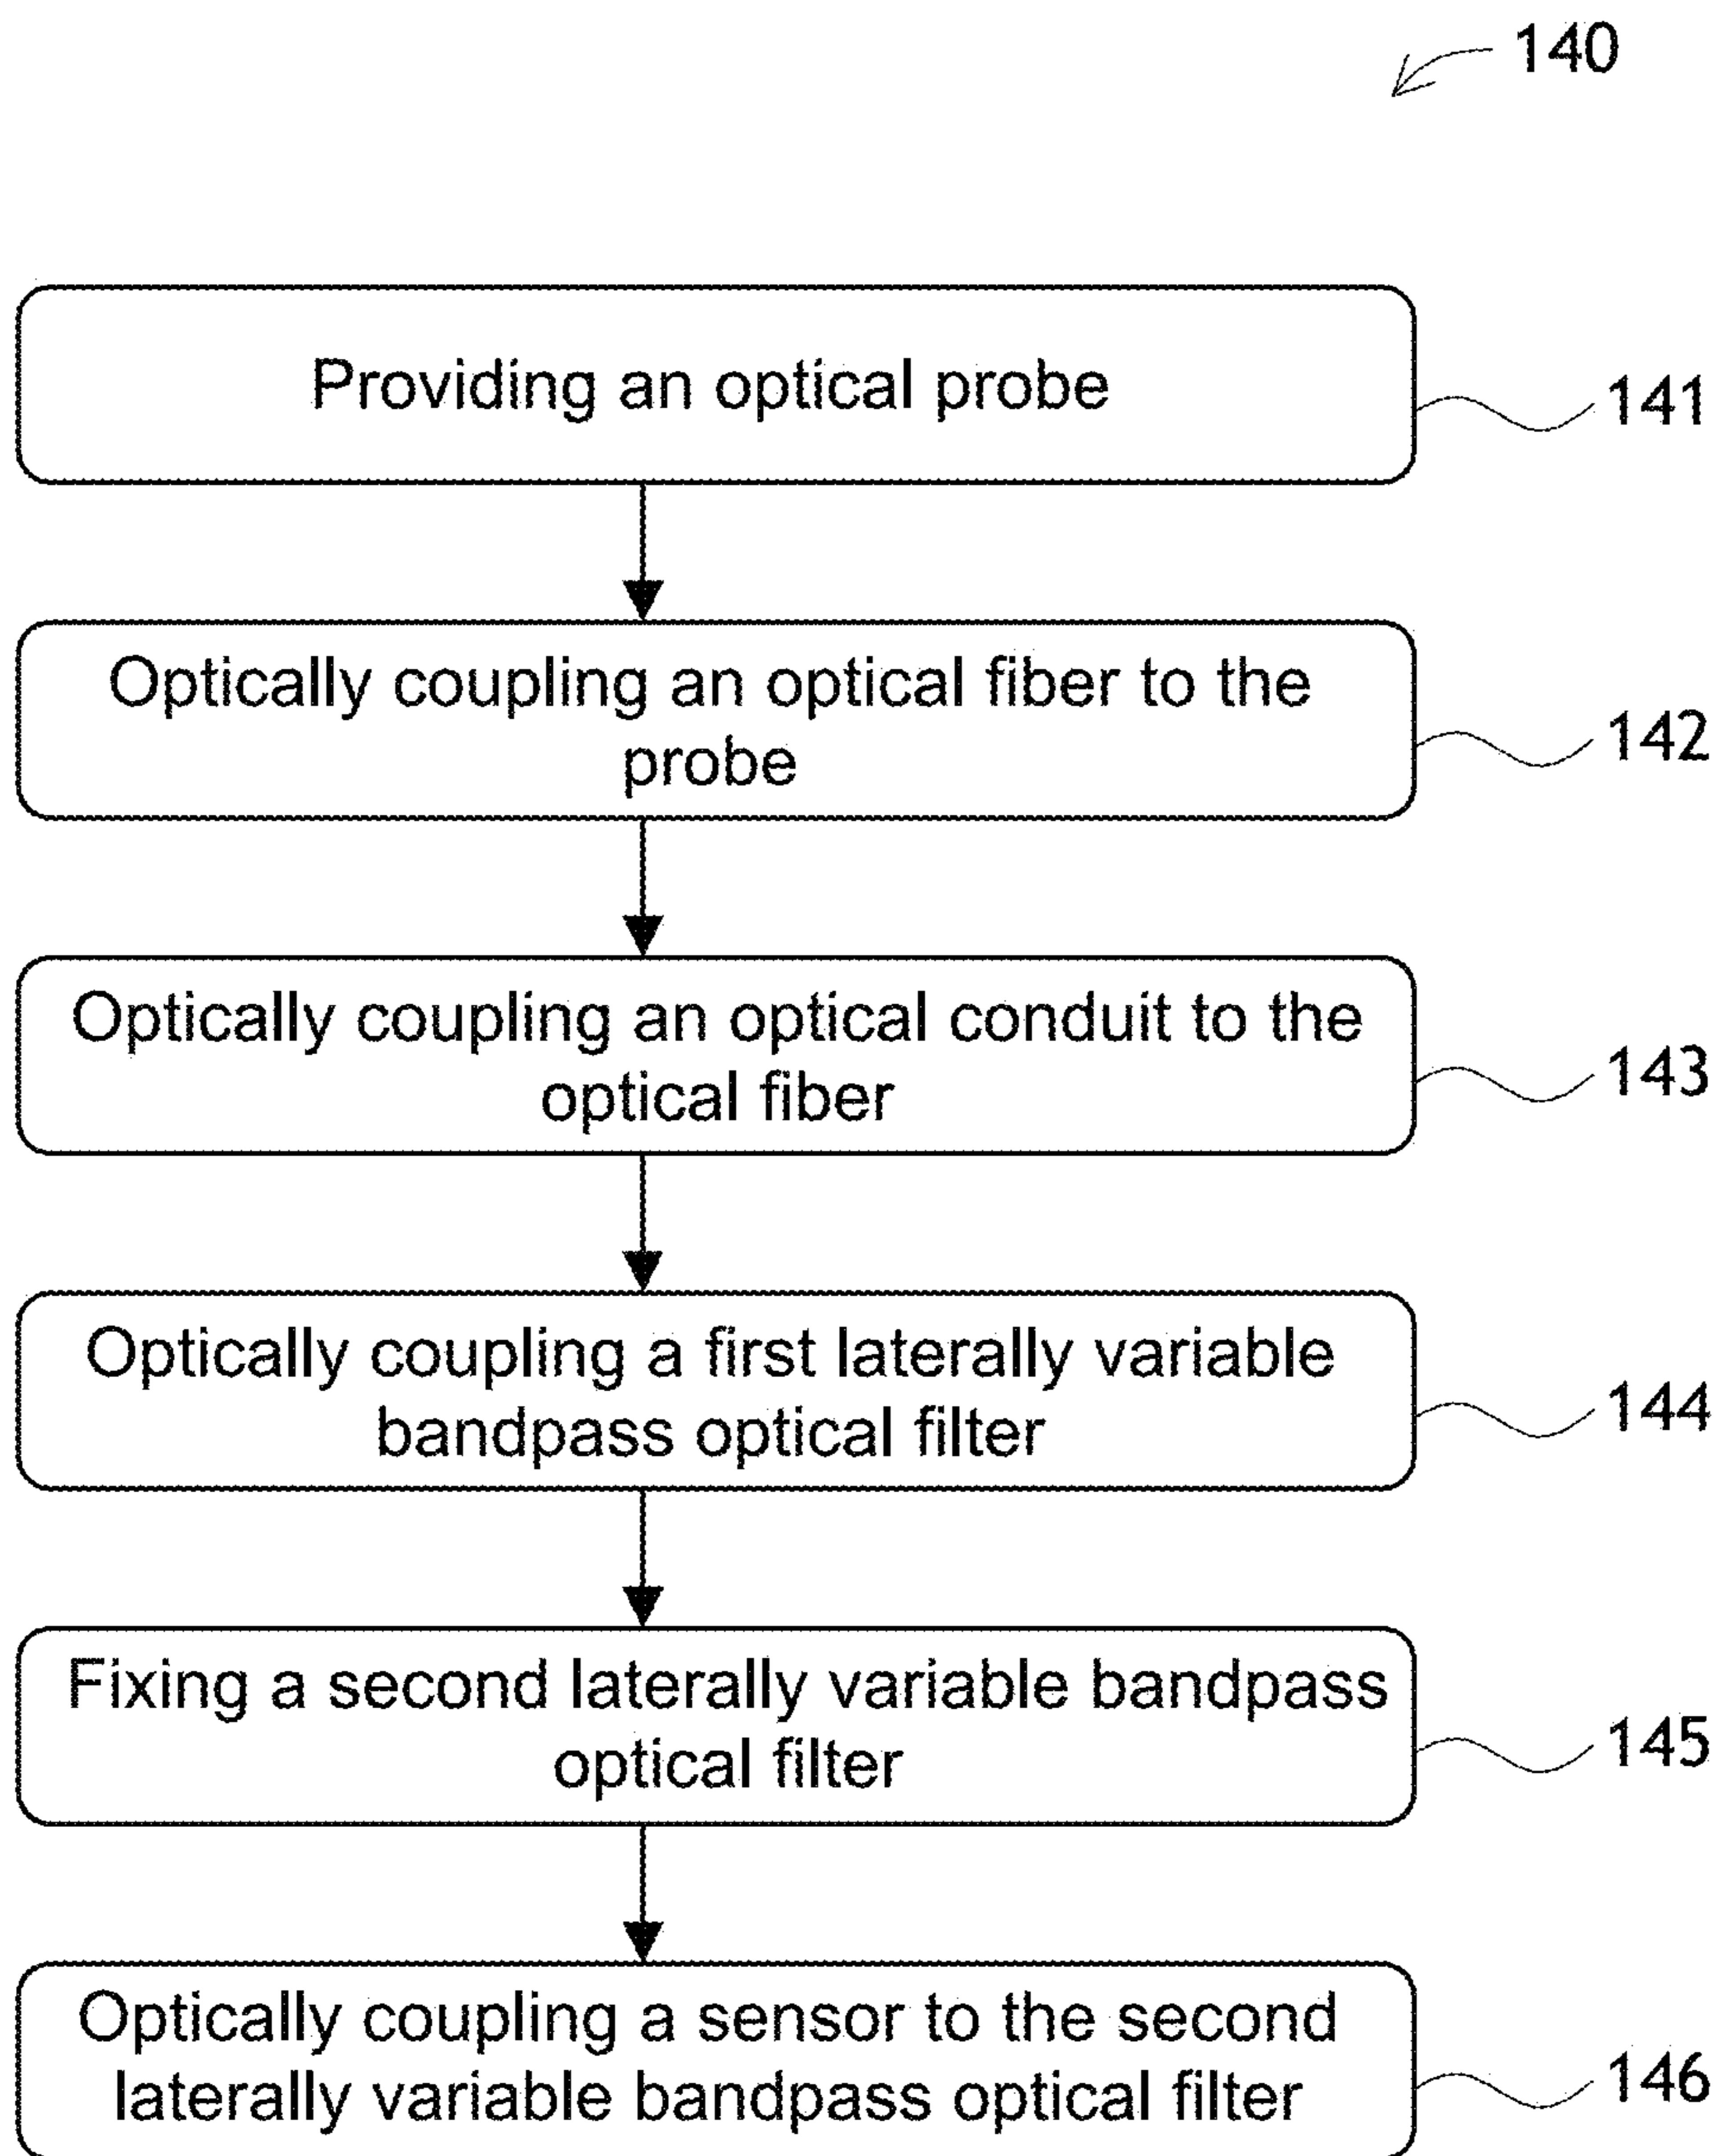 140
Providing an optical probe
141
Optically coupling an optical fiber to the
probe
142
Optically coupling an optical conduit to the
optical fiber
143
Optically coupling a first laterally variable
bandpass optical filter
144
Fixing a second laterally variable bandpass
optical filter
145
Optically coupling a sensor to the second
laterally variable bandpass optical filter
146